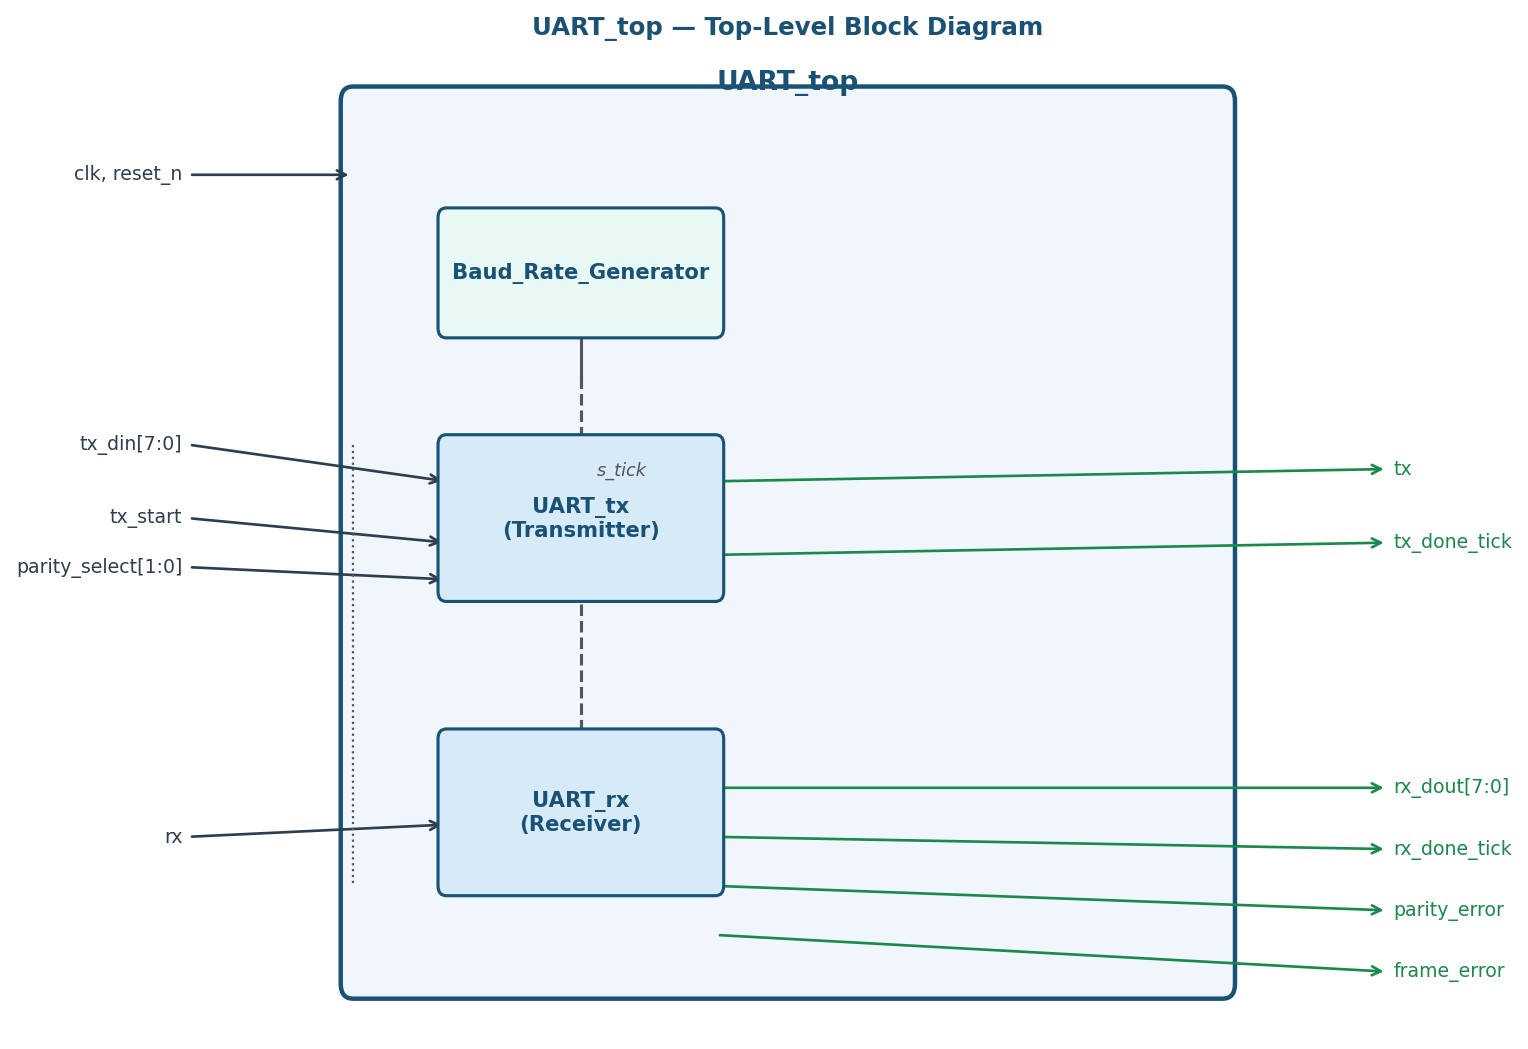 UART_top — Top-Level Block Diagram
UART_top
clk, reset_n
Baud_Rate_Generator
tx_din[7:0]
tx_start
parity_select[1:0]
s_tick
UART_tx
(Transmitter)
tx
tx_done_tick
rx
UART_rx
(Receiver)
rx_dout[7:0]
rx_done_tick
parity_error
frame_error